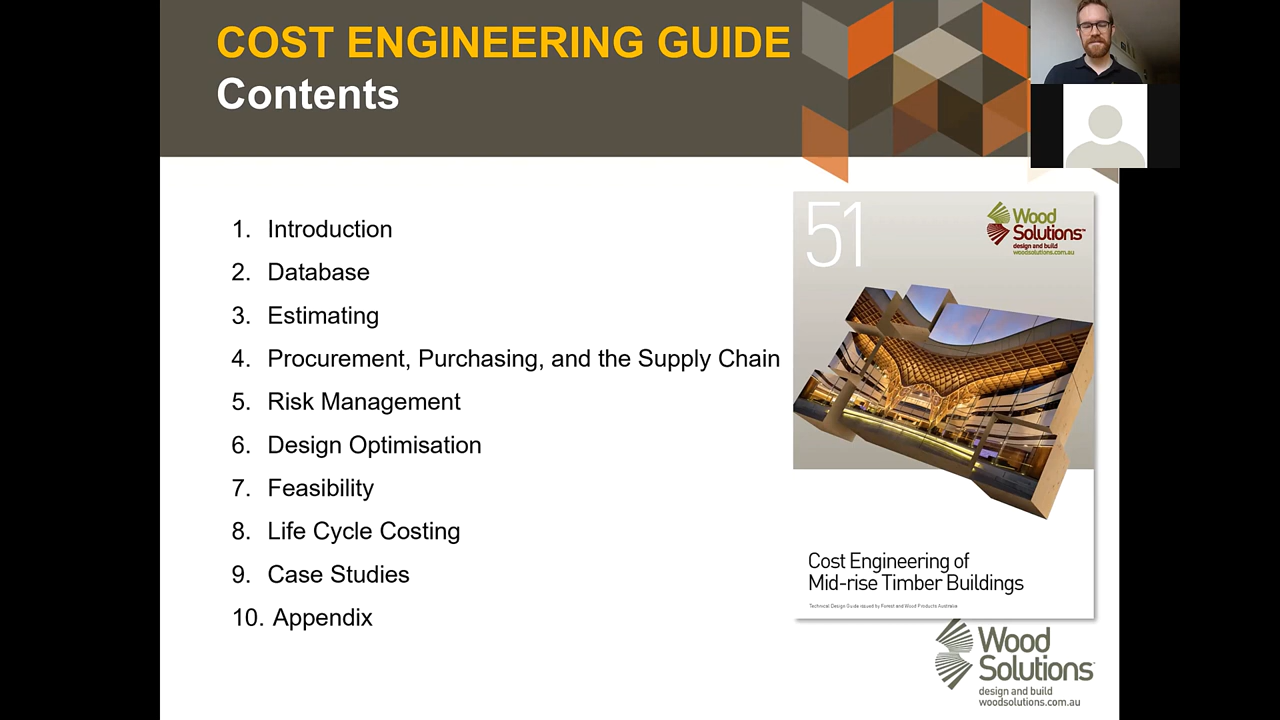 COST ENGINEERING GUIDE
Contents
1. Introduction
2. Database
3. Estimating
4. Procurement, Purchasing, and the Supply Chain
5. Risk Management
6. Design Optimisation
7. Feasibility
8. Life Cycle Costing
9. Case Studies
10. Appendix
51
Wood
Solutions™
design and build
woodsolutions.com.au
Cost Engineering of
Mid-rise Timber Buildings
Technical Design Guide issued by Forest and Wood Products Australia
Wood
Solutions
design and build
woodsolutions.com.au